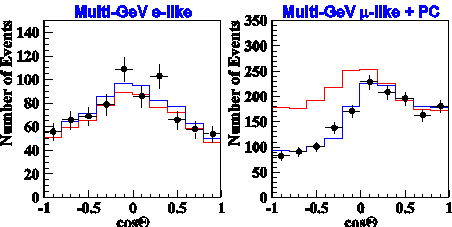 Multi-GeV e-like
Number of Events
140
120
100
80
60
40
20
0
-1 -0.5 0 0.5 1
cosΘ
Multi-GeV μ-like + PC
Number of Events
350
300
250
200
150
100
50
0
-1 -0.5 0 0.5 1
cosΘ